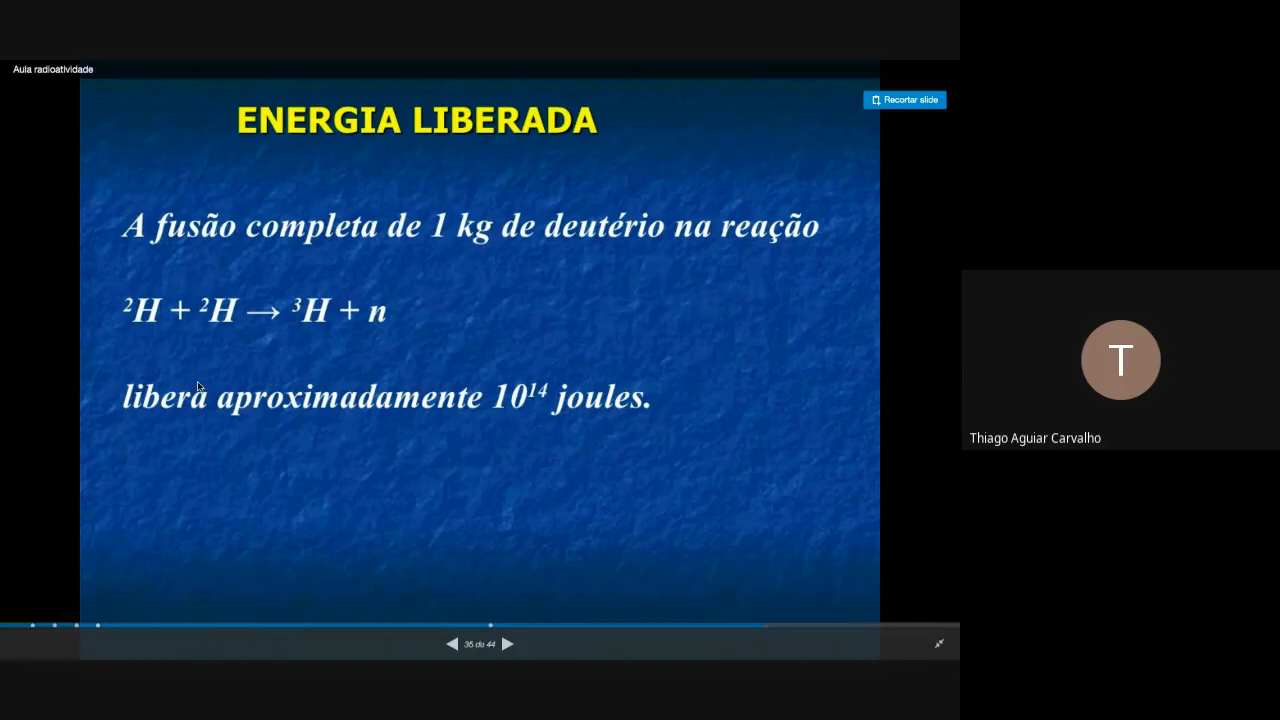 Aula radioatividade
Recortar slide
ENERGIA LIBERADA
A fusão completa de 1 kg de deutério na reação
²H + ²H → ³H + n
libera aproximadamente 10¹⁴ joules.
T
Thiago Aguiar Carvalho
35 do 44